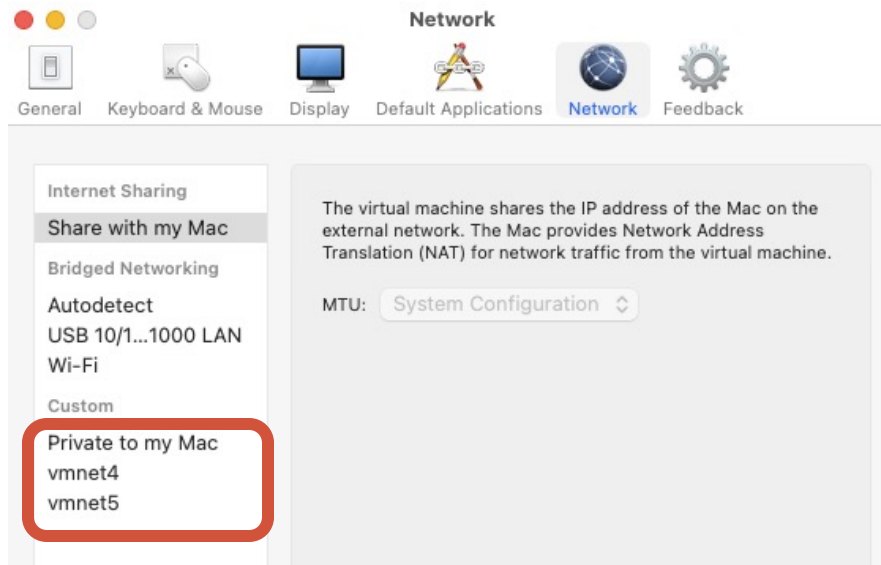 Network
General
Keyboard & Mouse
Display
Default Applications
Network
Feedback
Internet Sharing
Share with my Mac
Bridged Networking
Autodetect
USB 10/1...1000 LAN
Wi-Fi
Custom
Private to my Mac
vmnet4
vmnet5
The virtual machine shares the IP address of the Mac on the
external network. The Mac provides Network Address
Translation (NAT) for network traffic from the virtual machine.
MTU: System Configuration